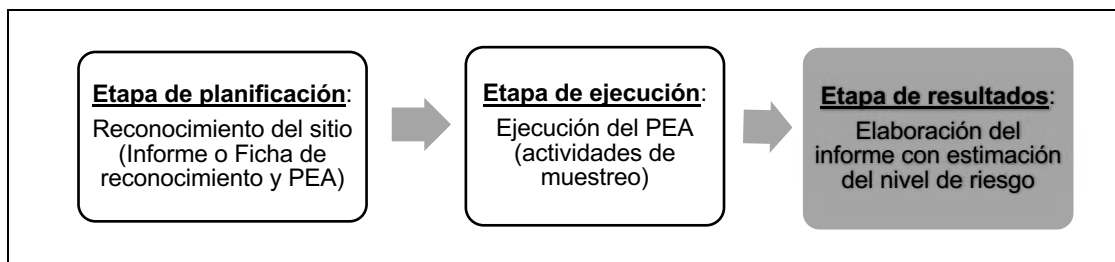 Etapa de planificación:
Reconocimiento del sitio
(Informe o Ficha de
reconocimiento y PEA)
Etapa de ejecución:
Ejecución del PEA
(actividades de
muestreo)
Etapa de resultados:
Elaboración del
informe con estimación
del nivel de riesgo